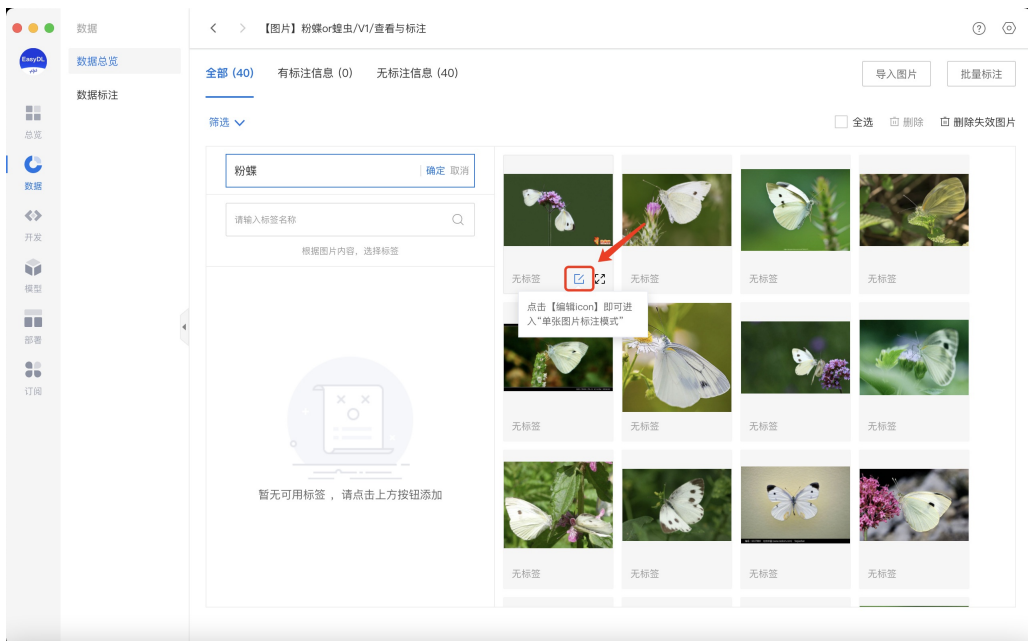 数据
【图片】粉蝶or蝗虫/V1/查看与标注
EasyDL
数据总览
数据标注
总览
数据
开发
模型
部署
订阅
全部 (40) 有标注信息 (0) 无标注信息 (40)
导入图片 批量标注
筛选
全选 删除 删除失效图片
粉蝶 确定 取消
请输入标签名称
根据图片内容，选择标签
暂无可用标签 ，请点击上方按钮添加
无标签 无标签 无标签 无标签
点击【编辑icon】即可进
入“单张图片标注模式”
无标签 无标签 无标签 无标签
无标签 无标签 无标签 无标签